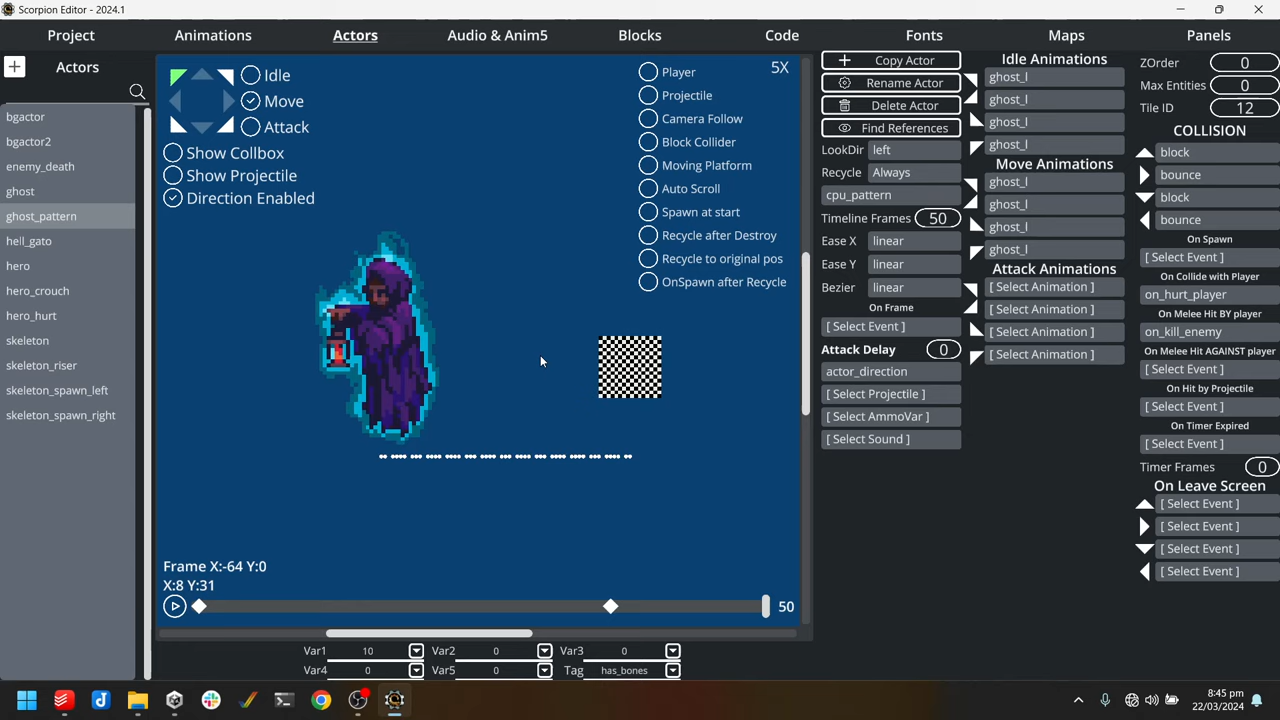 Scorpion Editor - 2024.1
Project
Animations
Actors
Audio & Anim5
Blocks
Code
Fonts
Maps
Panels
Actors
bgactor
bgactor2
enemy_death
ghost
ghost_pattern
hell_gato
hero
hero_crouch
hero_hurt
skeleton
skeleton_riser
skeleton_spawn_left
skeleton_spawn_right
Idle
Move
Attack
Show Collbox
Show Projectile
Direction Enabled
Player
Projectile
Camera Follow
Block Collider
Moving Platform
Auto Scroll
Spawn at start
Recycle after Destroy
Recycle to original pos
OnSpawn after Recycle
5X
Frame X:-64 Y:0
X:8 Y:31
50
Var1 10
Var2 0
Var3 0
Var4 0
Var5 0
Tag has_bones
Copy Actor
Rename Actor
Delete Actor
Find References
LookDir left
Recycle Always
cpu_pattern
Timeline Frames 50
Ease X linear
Ease Y linear
Bezier linear
On Frame
[ Select Event ]
Attack Delay 0
actor_direction
[ Select Projectile ]
[ Select AmmoVar ]
[ Select Sound ]
Idle Animations
ghost_l
ghost_l
ghost_l
ghost_l
Move Animations
ghost_l
ghost_l
ghost_l
ghost_l
Attack Animations
[ Select Animation ]
[ Select Animation ]
[ Select Animation ]
[ Select Animation ]
ZOrder 0
Max Entities 0
Tile ID 12
COLLISION
block
bounce
block
bounce
On Spawn
[ Select Event ]
On Collide with Player
on_hurt_player
On Melee Hit BY player
on_kill_enemy
On Melee Hit AGAINST player
[ Select Event ]
On Hit by Projectile
[ Select Event ]
On Timer Expired
[ Select Event ]
Timer Frames 0
On Leave Screen
[ Select Event ]
[ Select Event ]
[ Select Event ]
[ Select Event ]
8:45 pm
22/03/2024